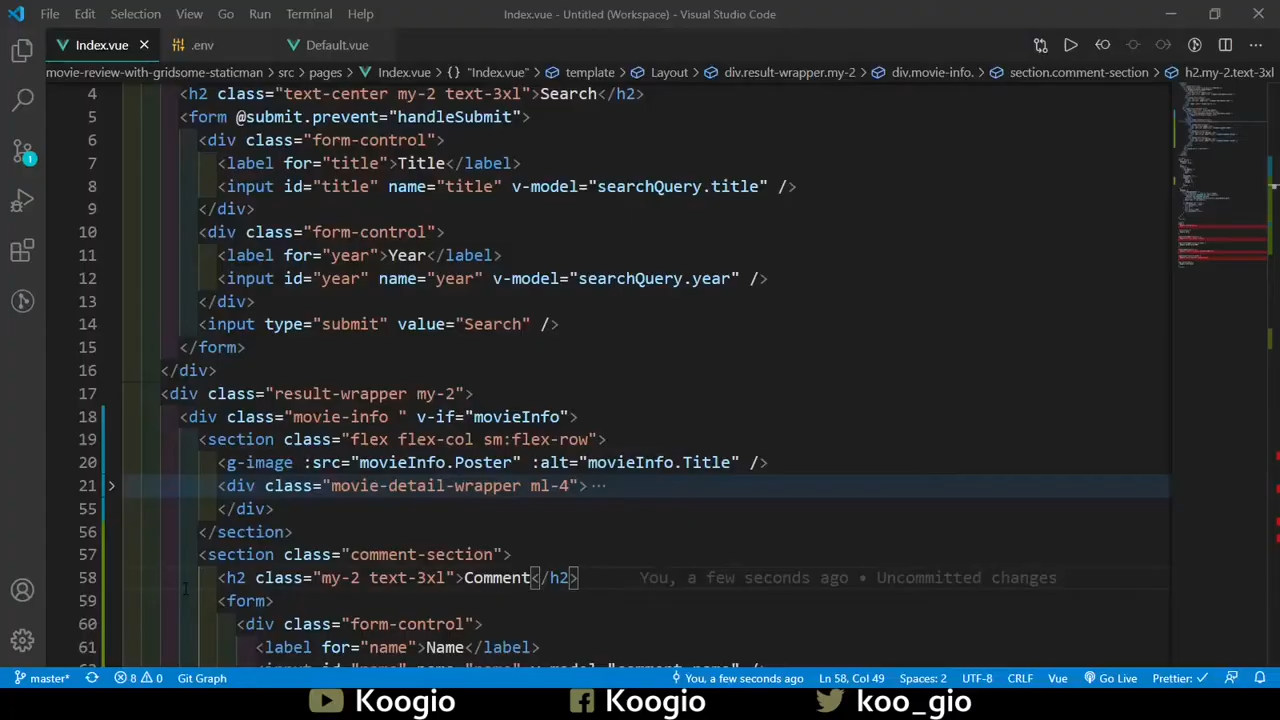 File Edit Selection View Go Run Terminal Help Index.vue - Untitled (Workspace) - Visual Studio Code
Index.vue .env Default.vue
movie-review-with-gridsome-staticman > src > pages > Index.vue > {} "Index.vue" > template > Layout > div.result-wrapper.my-2 > div.movie-info. > section.comment-section > h2.my-2.text-3xl
4 <h2 class="text-center my-2 text-3xl">Search</h2>
5 <form @submit.prevent="handleSubmit">
6 <div class="form-control">
7 <label for="title">Title</label>
8 <input id="title" name="title" v-model="searchQuery.title" />
9 </div>
10 <div class="form-control">
11 <label for="year">Year</label>
12 <input id="year" name="year" v-model="searchQuery.year" />
13 </div>
14 <input type="submit" value="Search" />
15 </form>
16 </div>
17 <div class="result-wrapper my-2">
18 <div class="movie-info " v-if="movieInfo">
19 <section class="flex flex-col sm:flex-row">
20 <g-image :src="movieInfo.Poster" :alt="movieInfo.Title" />
21 <div class="movie-detail-wrapper ml-4">...
55 </div>
56 </section>
57 <section class="comment-section">
58 <h2 class="my-2 text-3xl">Comment</h2> You, a few seconds ago • Uncommitted changes
59 <form>
60 <div class="form-control">
61 <label for="name">Name</label>
1
master* 8 0 Git Graph You, a few seconds ago Ln 58, Col 49 Spaces: 2 UTF-8 CRLF Vue Go Live Prettier: ✓
Koogio Koogio koo_gio